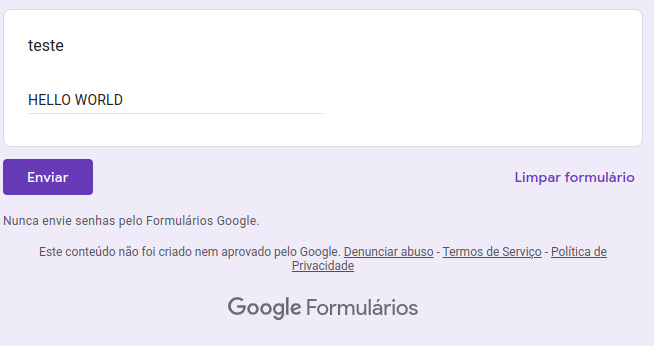 teste
HELLO WORLD
Enviar
Limpar formulário
Nunca envie senhas pelo Formulários Google.
Este conteúdo não foi criado nem aprovado pelo Google. Denunciar abuso - Termos de Serviço - Política de
Privacidade
Google Formulários